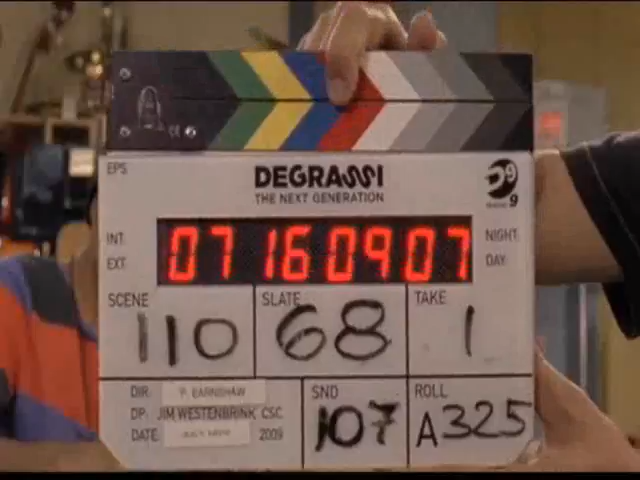 EPS
DEGRASSI
THE NEXT GENERATION
9
INT. 07 16 09 07 NIGHT
EXT. DAY
SCENE SLATE TAKE
110 68 1
DIR: P. EARNSHAW SND ROLL
DP: JIM WESTENBRINK CSC 107 A325
DATE: 2009